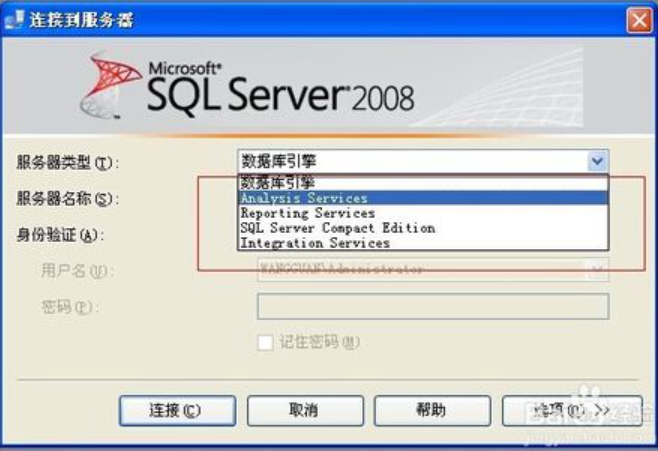 连接到服务器
Microsoft®
SQL Server® 2008
服务器类型(T):
数据库引擎
数据库引擎
服务器名称(S):
Analysis Services
Reporting Services
SQL Server Compact Edition
身份验证(A):
Integration Services
用户名(U):
WANGGUAN\Administrator
密码(P):
记住密码(M)
连接(C)
取消
帮助
选项(O) >>